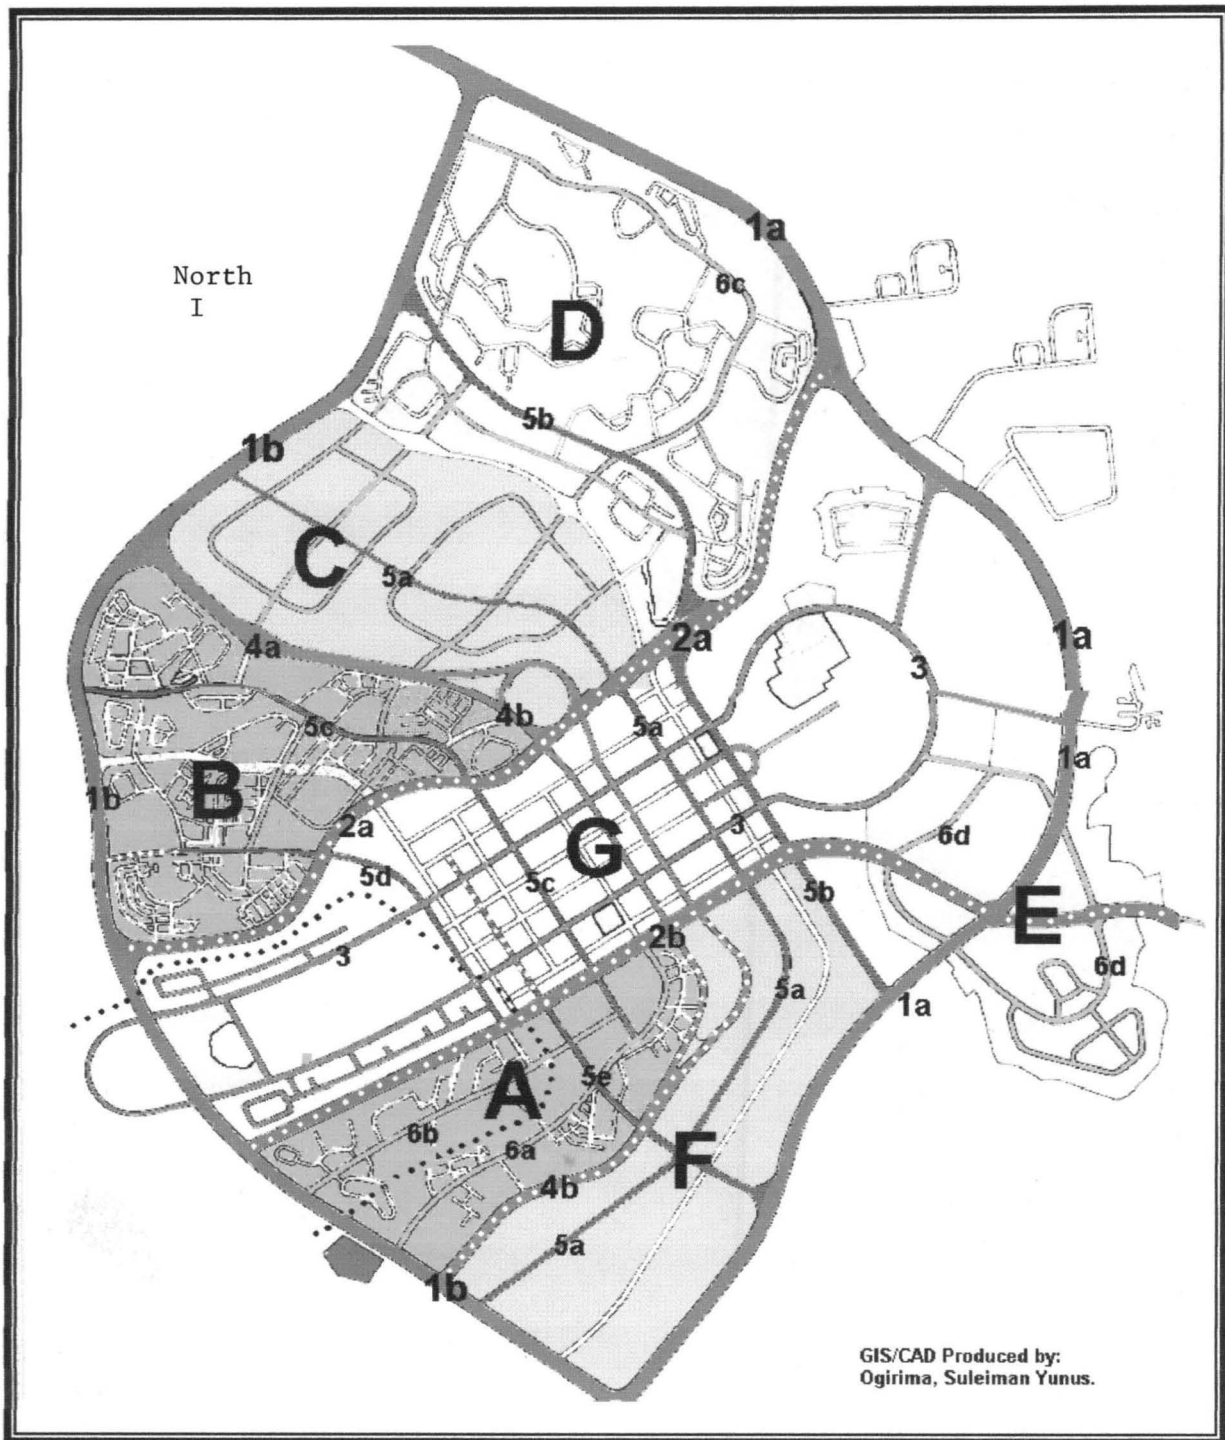 1a
North
I
6c
D
5b
1b
C
5a
4a
2a
1a
3
4b
5a
5c
1a
1b
B
2a
3
6d
G
5d
5c
5b
E
2b
3
5a
6d
1a
A
5e
6b
6a
F
4b
5a
1b
GIS/CAD Produced by:
Ogirima, Suleiman Yunus.